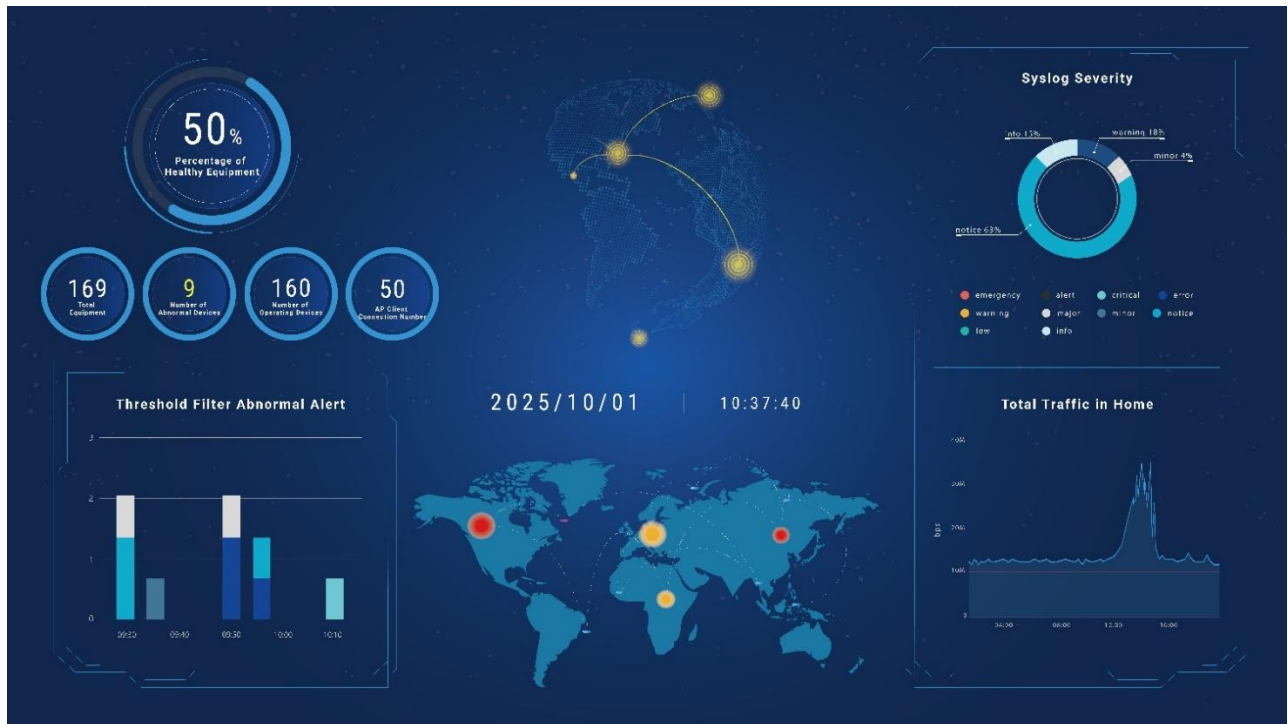 50%
Percentage of
Healthy Equipment
169
Total
Equipment
9
Number of
Abnormal Devices
160
Number of
Operating Devices
50
AP Client
Connection Number
Threshold Filter Abnormal Alert
3
2
1
0
09:30
09:40
09:50
10:00
10:10
2025/10/01
10:37:40
Syslog Severity
info 15%
warning 18%
minor 4%
notice 63%
emergency
alert
critical
error
warning
major
minor
notice
low
info
Total Traffic in Home
bps
0
04:00
08:00
12:00
16:00